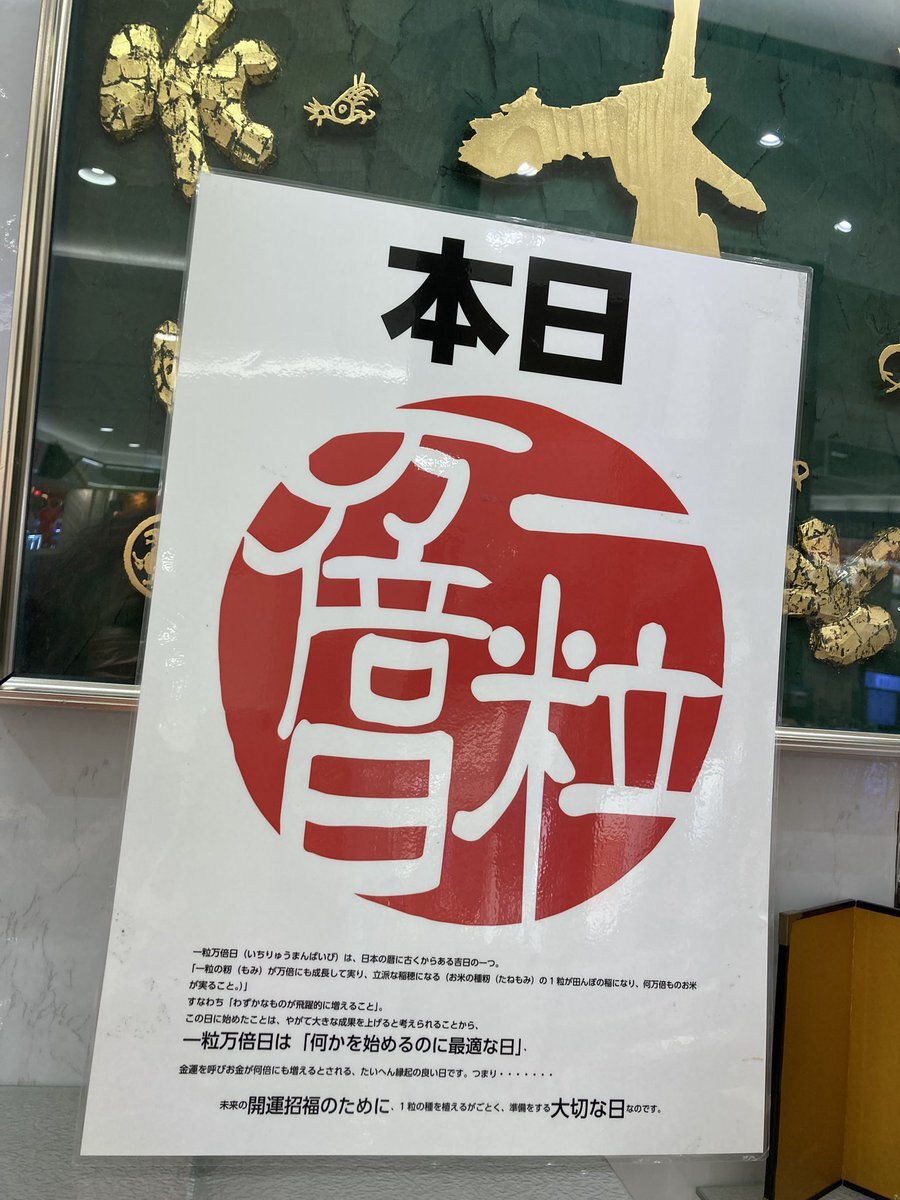 本日
一粒
万倍日
一粒万倍日（いちりゅうまんばいび）は、日本の暦に古くからある吉日の一つ。
「一粒の籾（もみ）が万倍にも成長して実り、立派な稲穂になる（お米の種籾（たねもみ）の１粒が田んぼの稲になり、何万倍ものお米
が実ること。）」
すなわち「わずかなものが飛躍的に増えること」。
この日に始めたことは、やがて大きな成果を上げると考えられることから、
一粒万倍日は「何かを始めるのに最適な日」、
金運を呼びお金が何倍にも増えるとされる、たいへん縁起の良い日です。つまり・・・・・・・
未来の開運招福のために、１粒の種を植えるがごとく、準備をする大切な日なのです。